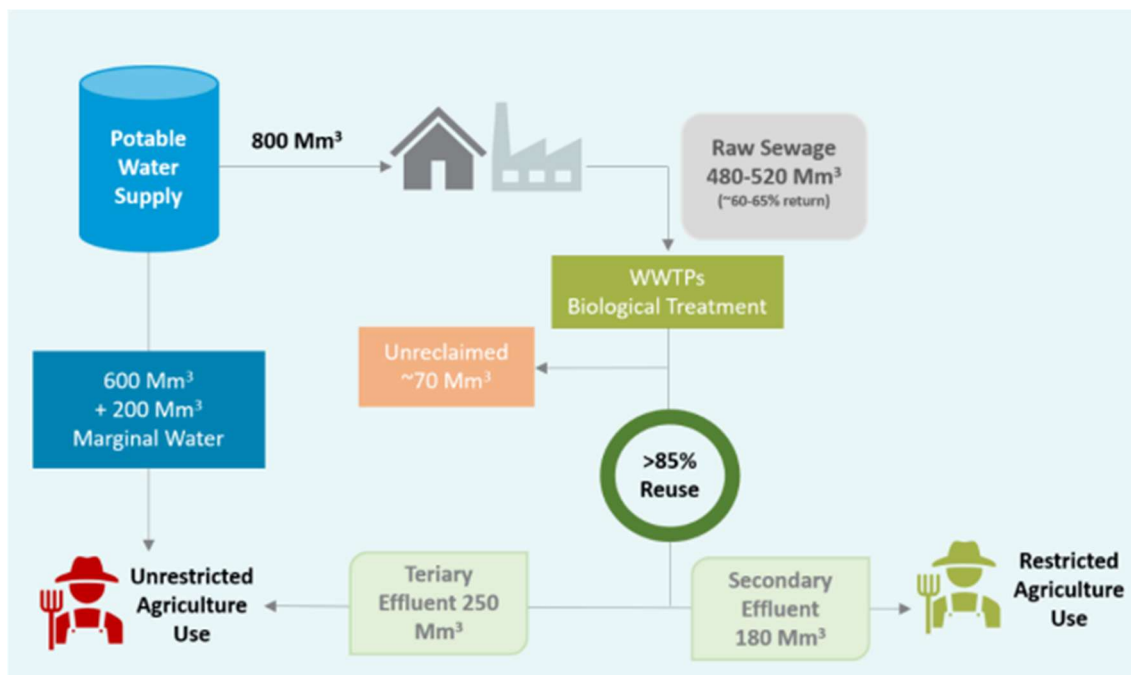 Potable
Water
Supply
800 Mm³
Raw Sewage
480-520 Mm³
(~60-65% return)
WWTPs
Biological Treatment
Unreclaimed
~70 Mm³
600 Mm³
+ 200 Mm³
Marginal Water
>85%
Reuse
Unrestricted
Agriculture
Use
Teriary
Effluent 250
Mm³
Secondary
Effluent
180 Mm³
Restricted
Agriculture
Use